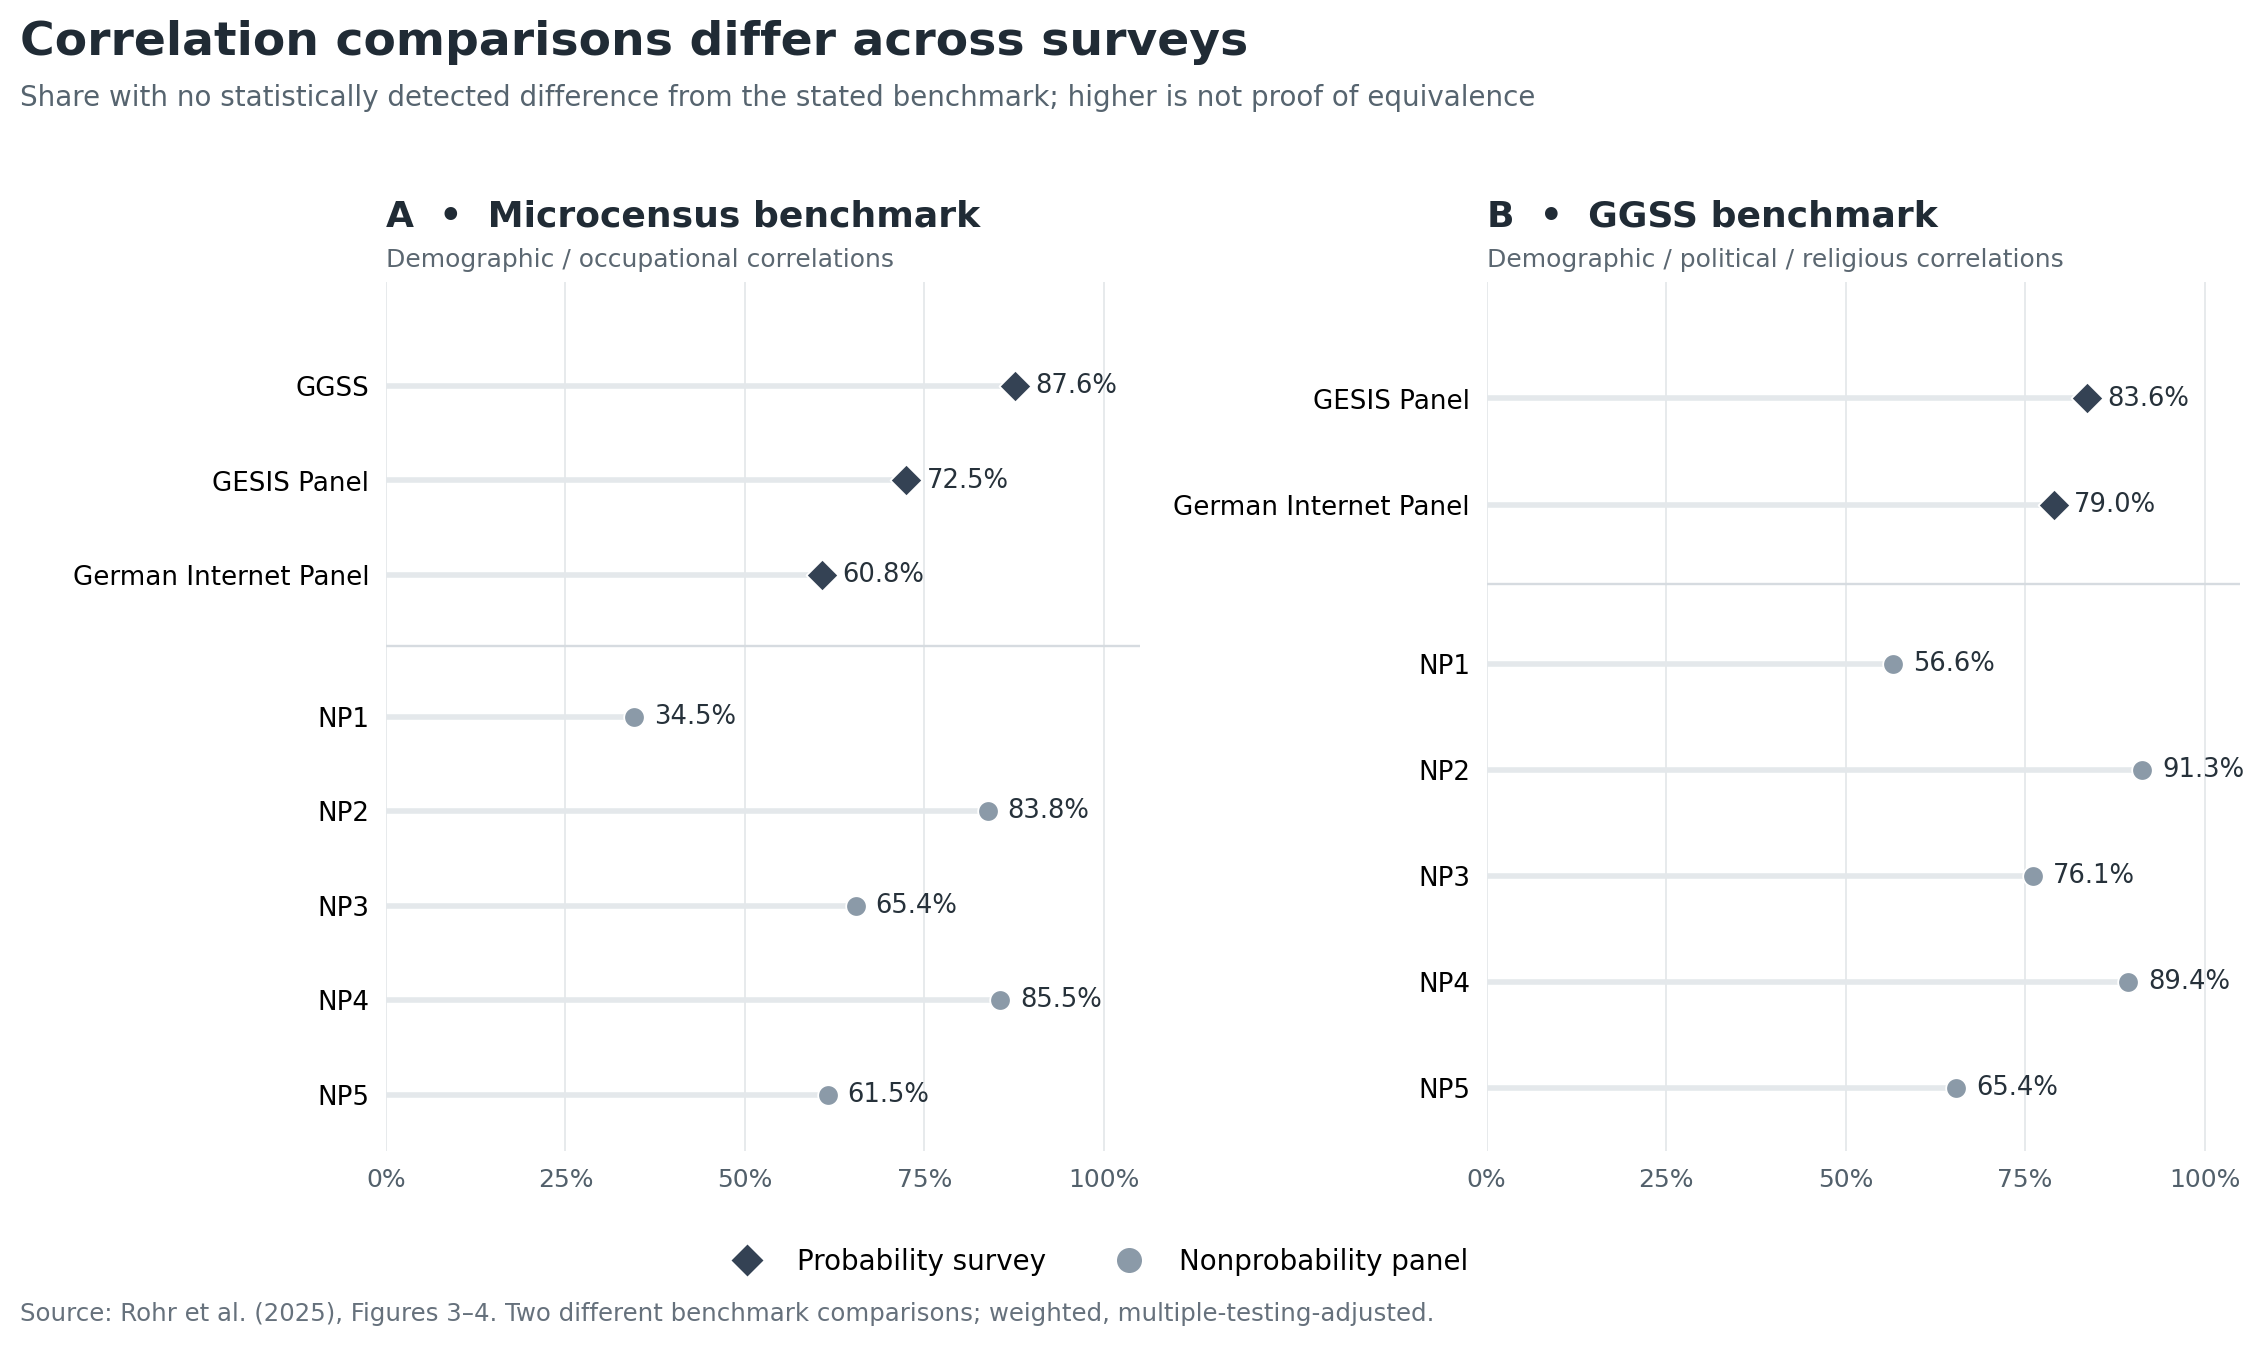 Correlation comparisons differ across surveys
Share with no statistically detected difference from the stated benchmark; higher is not proof of equivalence
A • Microcensus benchmark
Demographic / occupational correlations
GGSS 87.6%
GESIS Panel 72.5%
German Internet Panel 60.8%
NP1 34.5%
NP2 83.8%
NP3 65.4%
NP4 85.5%
NP5 61.5%
0% 25% 50% 75% 100%
B • GGSS benchmark
Demographic / political / religious correlations
GESIS Panel 83.6%
German Internet Panel 79.0%
NP1 56.6%
NP2 91.3%
NP3 76.1%
NP4 89.4%
NP5 65.4%
0% 25% 50% 75% 100%
Probability survey Nonprobability panel
Source: Rohr et al. (2025), Figures 3–4. Two different benchmark comparisons; weighted, multiple-testing-adjusted.